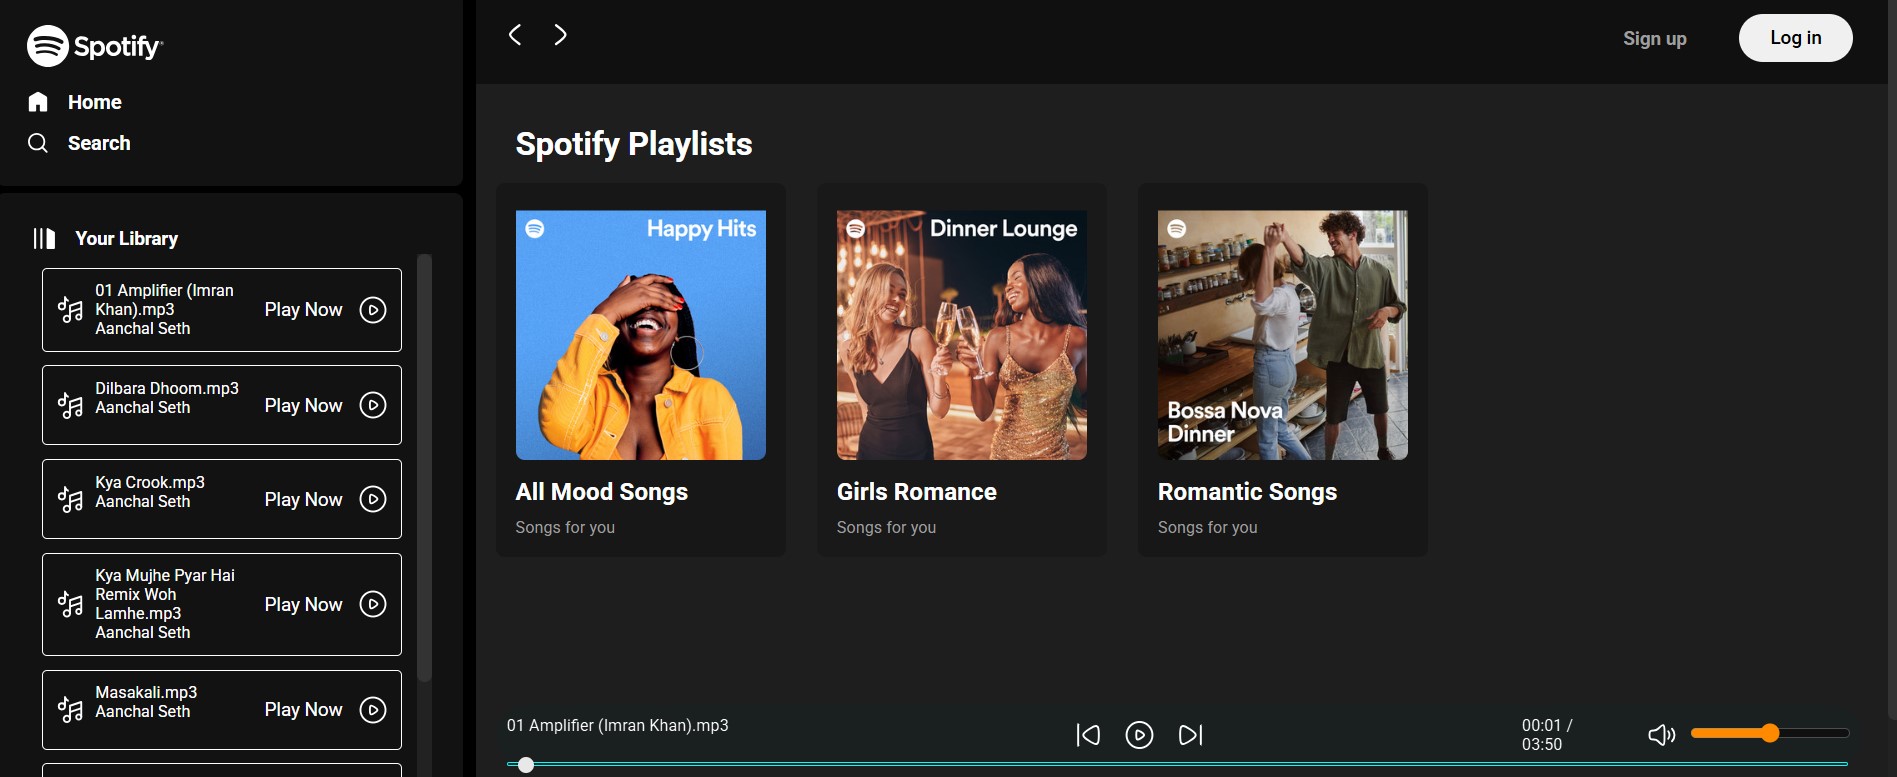 Spotify
Home
Search
Your Library
01 Amplifier (Imran
Khan).mp3
Aanchal Seth
Play Now
Dilbara Dhoom.mp3
Aanchal Seth
Play Now
Kya Crook.mp3
Aanchal Seth
Play Now
Kya Mujhe Pyar Hai
Remix Woh
Lamhe.mp3
Aanchal Seth
Play Now
Masakali.mp3
Aanchal Seth
Play Now
Sign up
Log in
Spotify Playlists
Happy Hits
All Mood Songs
Songs for you
Dinner Lounge
Girls Romance
Songs for you
Bossa Nova
Dinner
Romantic Songs
Songs for you
01 Amplifier (Imran Khan).mp3
00:01 /
03:50